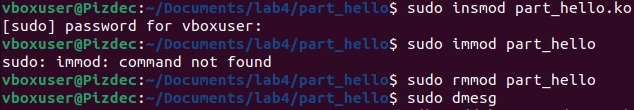 vboxuser@Pizdec:~/Documents/lab4/part_hello$ sudo insmod part_hello.ko
[sudo] password for vboxuser:
vboxuser@Pizdec:~/Documents/lab4/part_hello$ sudo immod part_hello
sudo: immod: command not found
vboxuser@Pizdec:~/Documents/lab4/part_hello$ sudo rmmod part_hello
vboxuser@Pizdec:~/Documents/lab4/part_hello$ sudo dmesg